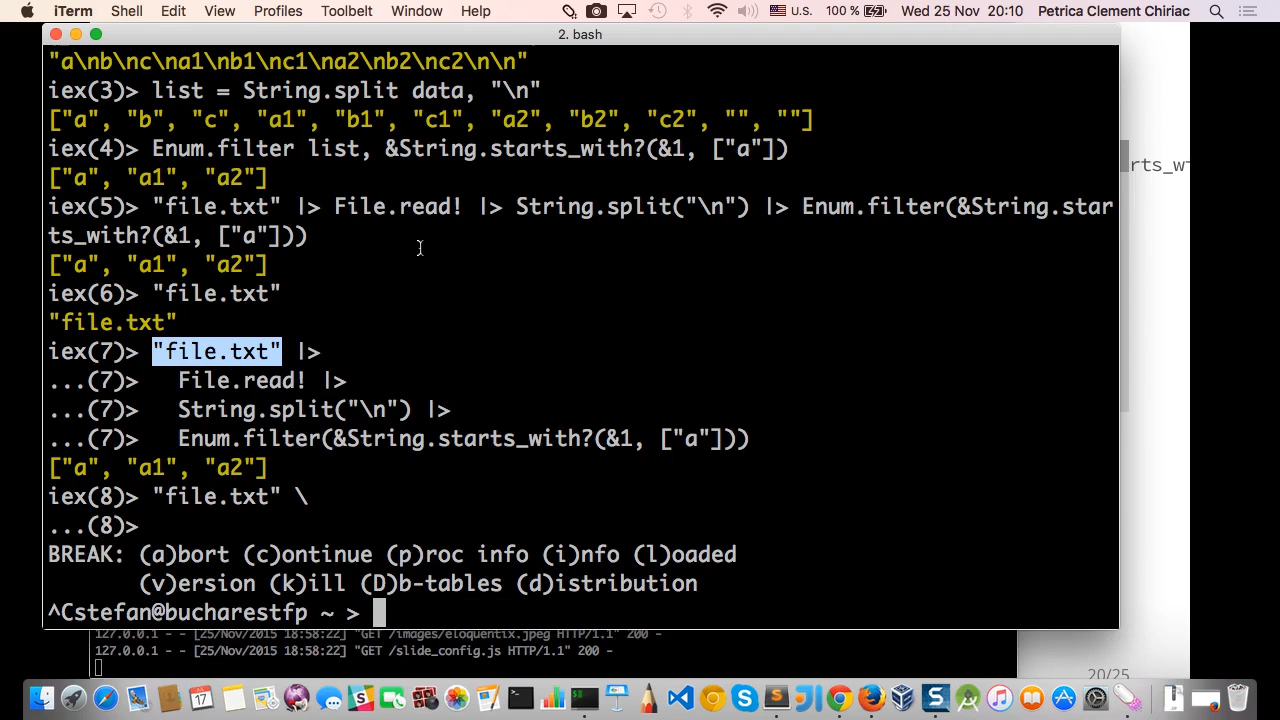 iTerm Shell Edit View Profiles Toolbelt Window Help U.S. 100 % Wed 25 Nov 20:10 Petrica Clement Chiriac
2. bash
"a\nb\nc\na1\nb1\nc1\na2\nb2\nc2\n\n"
iex(3)> list = String.split data, "\n"
["a", "b", "c", "a1", "b1", "c1", "a2", "b2", "c2", "", ""]
iex(4)> Enum.filter list, &String.starts_with?(&1, ["a"])
["a", "a1", "a2"]
iex(5)> "file.txt" |> File.read! |> String.split("\n") |> Enum.filter(&String.star
ts_with?(&1, ["a"]))
["a", "a1", "a2"]
iex(6)> "file.txt"
"file.txt"
iex(7)> "file.txt" |>
...(7)>   File.read! |>
...(7)>   String.split("\n") |>
...(7)>   Enum.filter(&String.starts_with?(&1, ["a"]))
["a", "a1", "a2"]
iex(8)> "file.txt" \
...(8)>
BREAK: (a)bort (c)ontinue (p)roc info (i)nfo (l)oaded
       (v)ersion (k)ill (D)b-tables (d)istribution
^Cstefan@bucharestfp ~ >
rts_wi
127.0.0.1 - - [25/Nov/2015 18:58:22] "GET /images/eloquentix.jpeg HTTP/1.1" 200 -
127.0.0.1 - - [25/Nov/2015 18:58:22] "GET /slide_config.js HTTP/1.1" 200 -
20/25
17